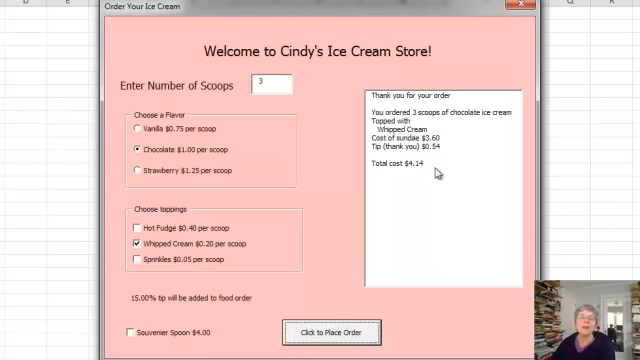 D
E
Q
R
Order Your Ice Cream
Welcome to Cindy's Ice Cream Store!
Enter Number of Scoops
3
Choose a Flavor
Vanilla $0.75 per scoop
Chocolate $1.00 per scoop
Strawberry $1.25 per scoop
Choose toppings
Hot Fudge $0.40 per scoop
Whipped Cream $0.20 per scoop
Sprinkles $0.05 per scoop
15.00% tip will be added to food order
Souvenier Spoon $4.00
Click to Place Order
Thank you for your order
You ordered 3 scoops of chocolate ice cream
Topped with
Whipped Cream
Cost of sundae $3.60
Tip (thank you) $0.54
Total cost $4.14